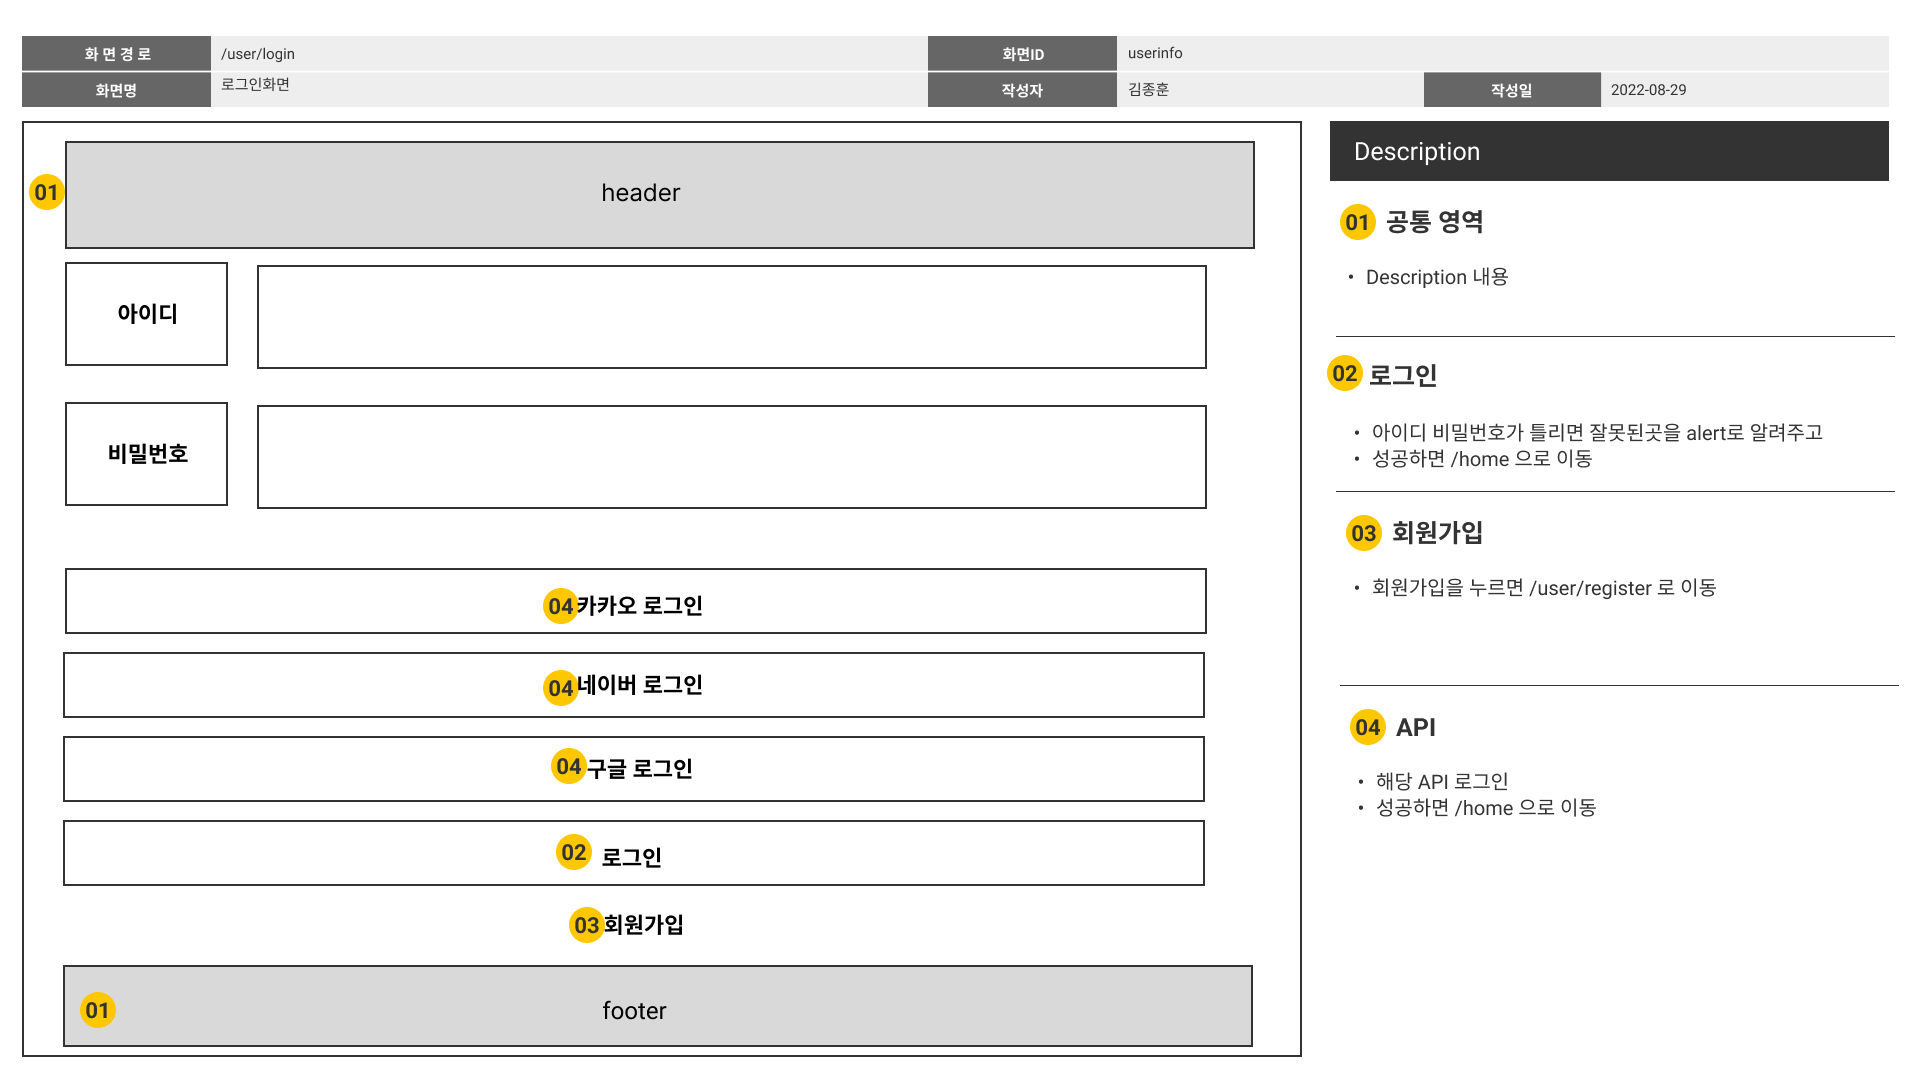 화 면 경 로 /user/login 화면ID userinfo
화면명 로그인화면 작성자 김종훈 작성일 2022-08-29
01 header
아이디
비밀번호
04 카카오 로그인
04 네이버 로그인
04 구글 로그인
02 로그인
03 회원가입
01 footer
Description
01 공통 영역
• Description 내용
02 로그인
• 아이디 비밀번호가 틀리면 잘못된곳을 alert로 알려주고
• 성공하면 /home 으로 이동
03 회원가입
• 회원가입을 누르면 /user/register 로 이동
04 API
• 해당 API 로그인
• 성공하면 /home 으로 이동